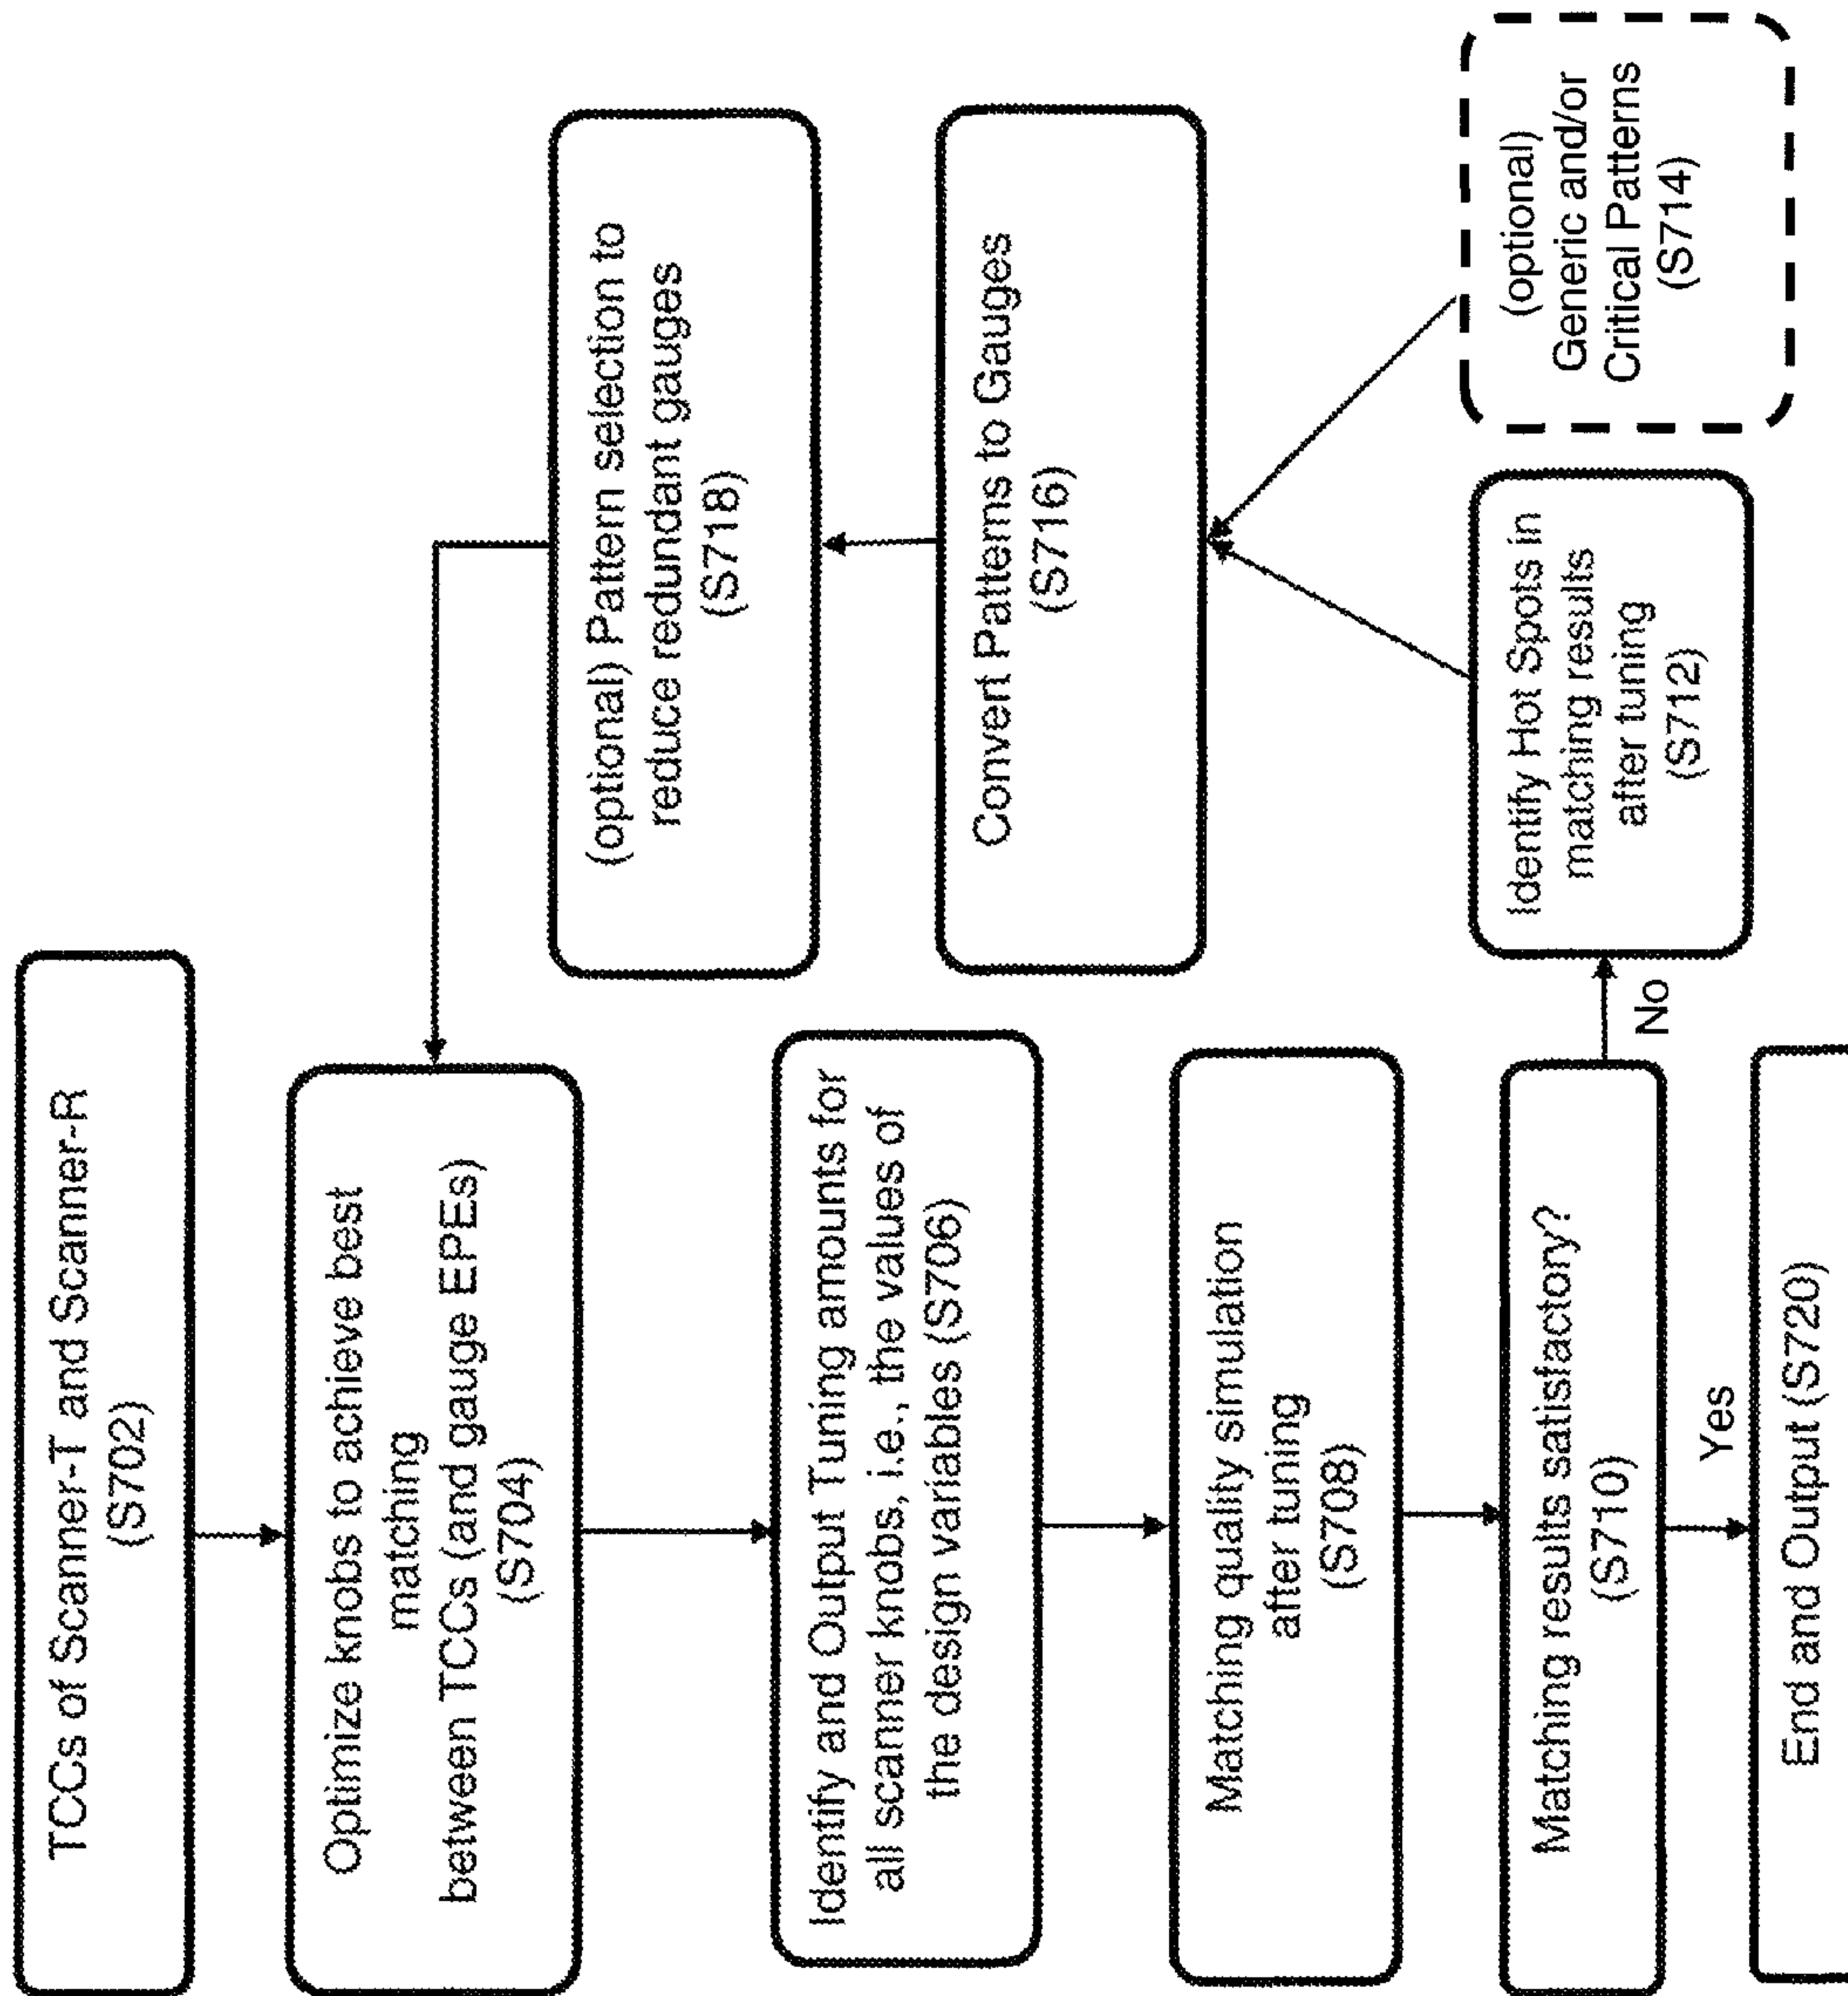 TCCs of Scanner-T and Scanner-R
(S702)
Optimize knobs to achieve best
matching
between TCCs (and gauge EPEs)
(S704)
Identify and Output Tuning amounts for
all scanner knobs, i.e., the values of
the design variables (S706)
Matching quality simulation
after tuning
(S708)
Matching results satisfactory?
(S710)
Yes
End and Output (S720)
No
Identify Hot Spots in
matching results
after tuning
(S712)
(optional)
Generic and/or
Critical Patterns
(S714)
Convert Patterns to Gauges
(S716)
(optional) Pattern selection to
reduce redundant gauges
(S718)